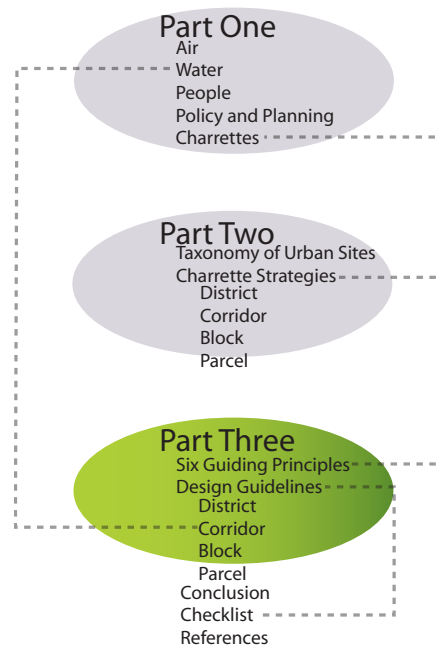 Part One
Air
Water
People
Policy and Planning
Charrettes
Part Two
Taxonomy of Urban Sites
Charrette Strategies
District
Corridor
Block
Parcel
Part Three
Six Guiding Principles
Design Guidelines
District
Corridor
Block
Parcel
Conclusion
Checklist
References